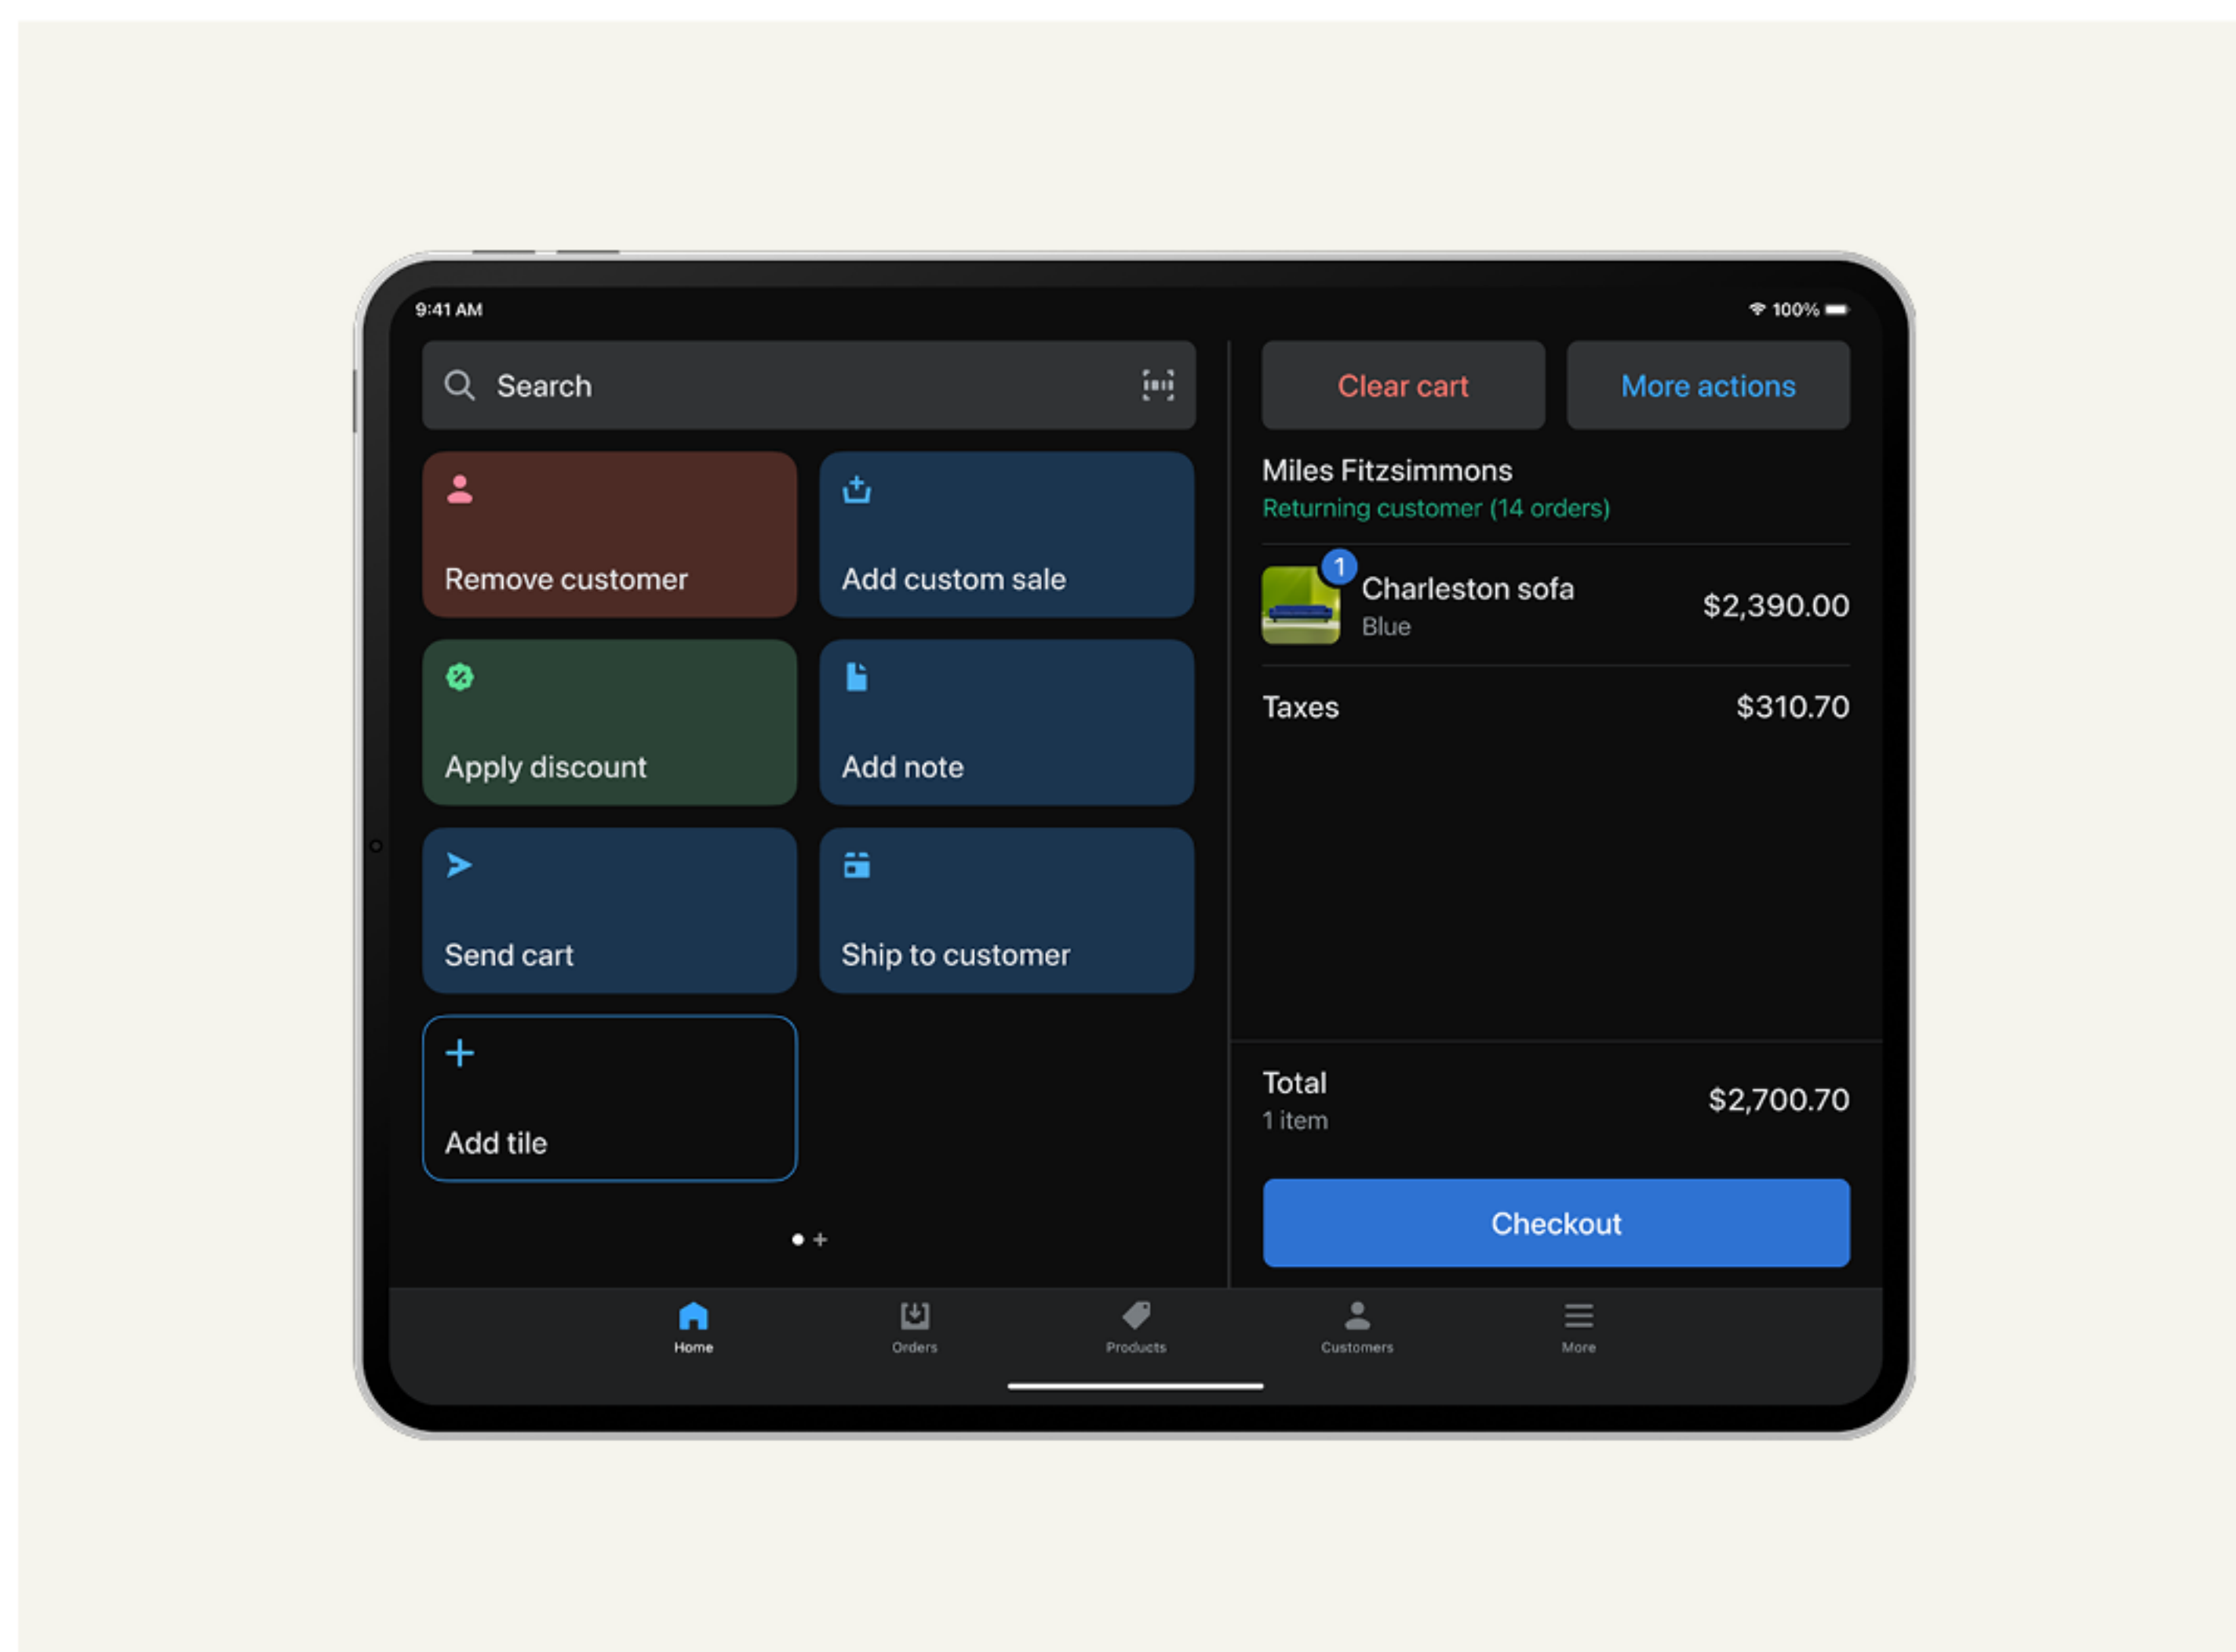 9:41 AM
100%
Search
Clear cart
More actions
Remove customer
Add custom sale
Apply discount
Add note
Send cart
Ship to customer
Add tile
+
Miles Fitzsimmons
Returning customer (14 orders)
1
Charleston sofa
Blue
$2,390.00
Taxes
$310.70
Total
1 item
$2,700.70
Checkout
Home
Orders
Products
Customers
More